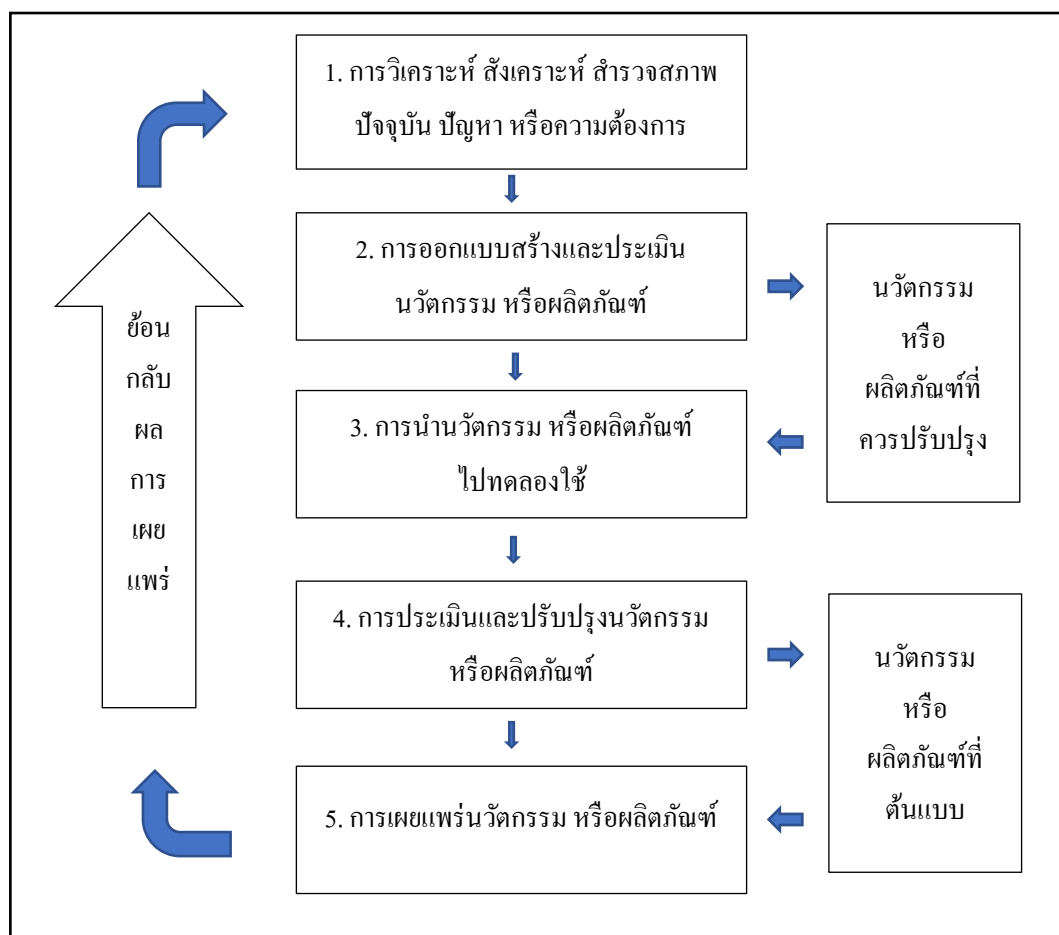 1. การวิเคราะห์ สังเคราะห์ สำรวจสภาพ
ปัจจุบัน ปัญหา หรือความต้องการ
2. การออกแบบสร้างและประเมิน
นวัตกรรม หรือผลิตภัณฑ์
นวัตกรรม
หรือ
ผลิตภัณฑ์ที่
ควรปรับปรุง
3. การนำนวัตกรรม หรือผลิตภัณฑ์
ไปทดลองใช้
4. การประเมินและปรับปรุงนวัตกรรม
หรือผลิตภัณฑ์
นวัตกรรม
หรือ
ผลิตภัณฑ์ที่
ต้นแบบ
5. การเผยแพร่นวัตกรรม หรือผลิตภัณฑ์
ย้อน
กลับ
ผล
การ
เผย
แพร่